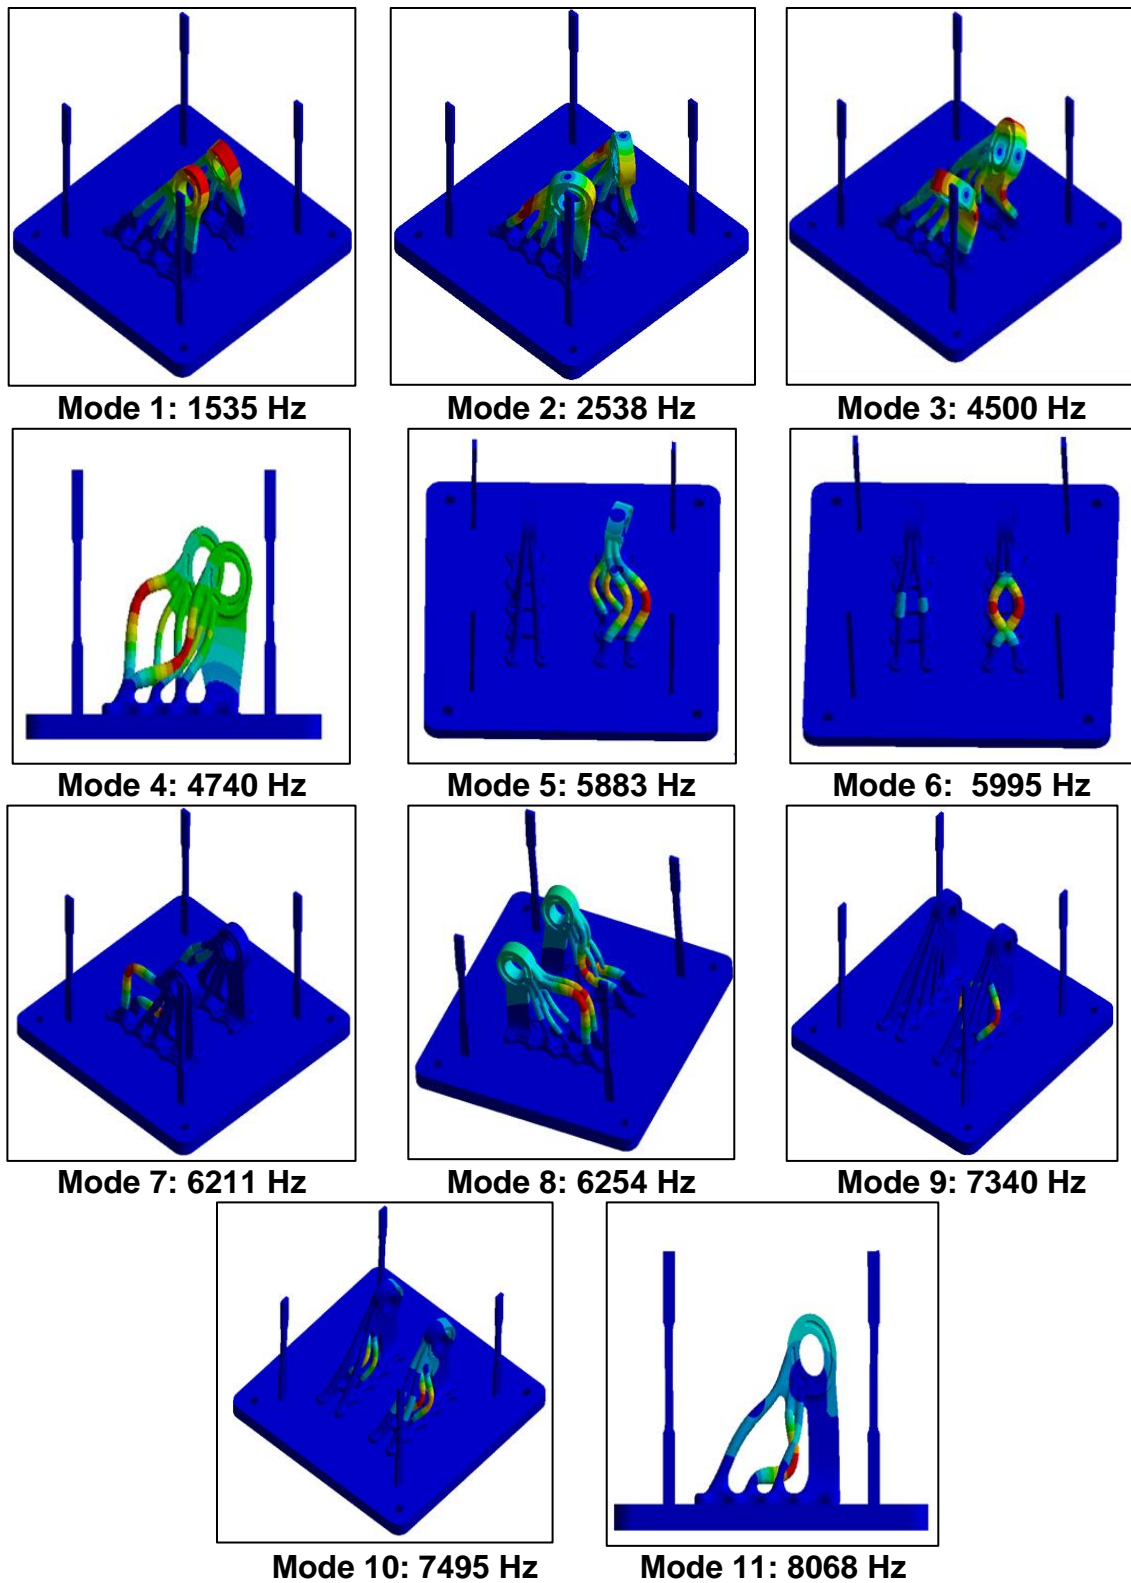 Mode 1: 1535 Hz
Mode 2: 2538 Hz
Mode 3: 4500 Hz
Mode 4: 4740 Hz
Mode 5: 5883 Hz
Mode 6:  5995 Hz
Mode 7: 6211 Hz
Mode 8: 6254 Hz
Mode 9: 7340 Hz
Mode 10: 7495 Hz
Mode 11: 8068 Hz